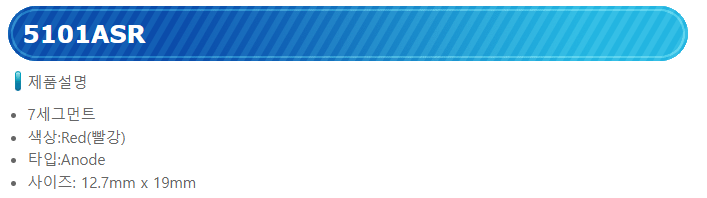 5101ASR
제품설명
7세그먼트
색상:Red(빨강)
타입:Anode
사이즈: 12.7mm x 19mm